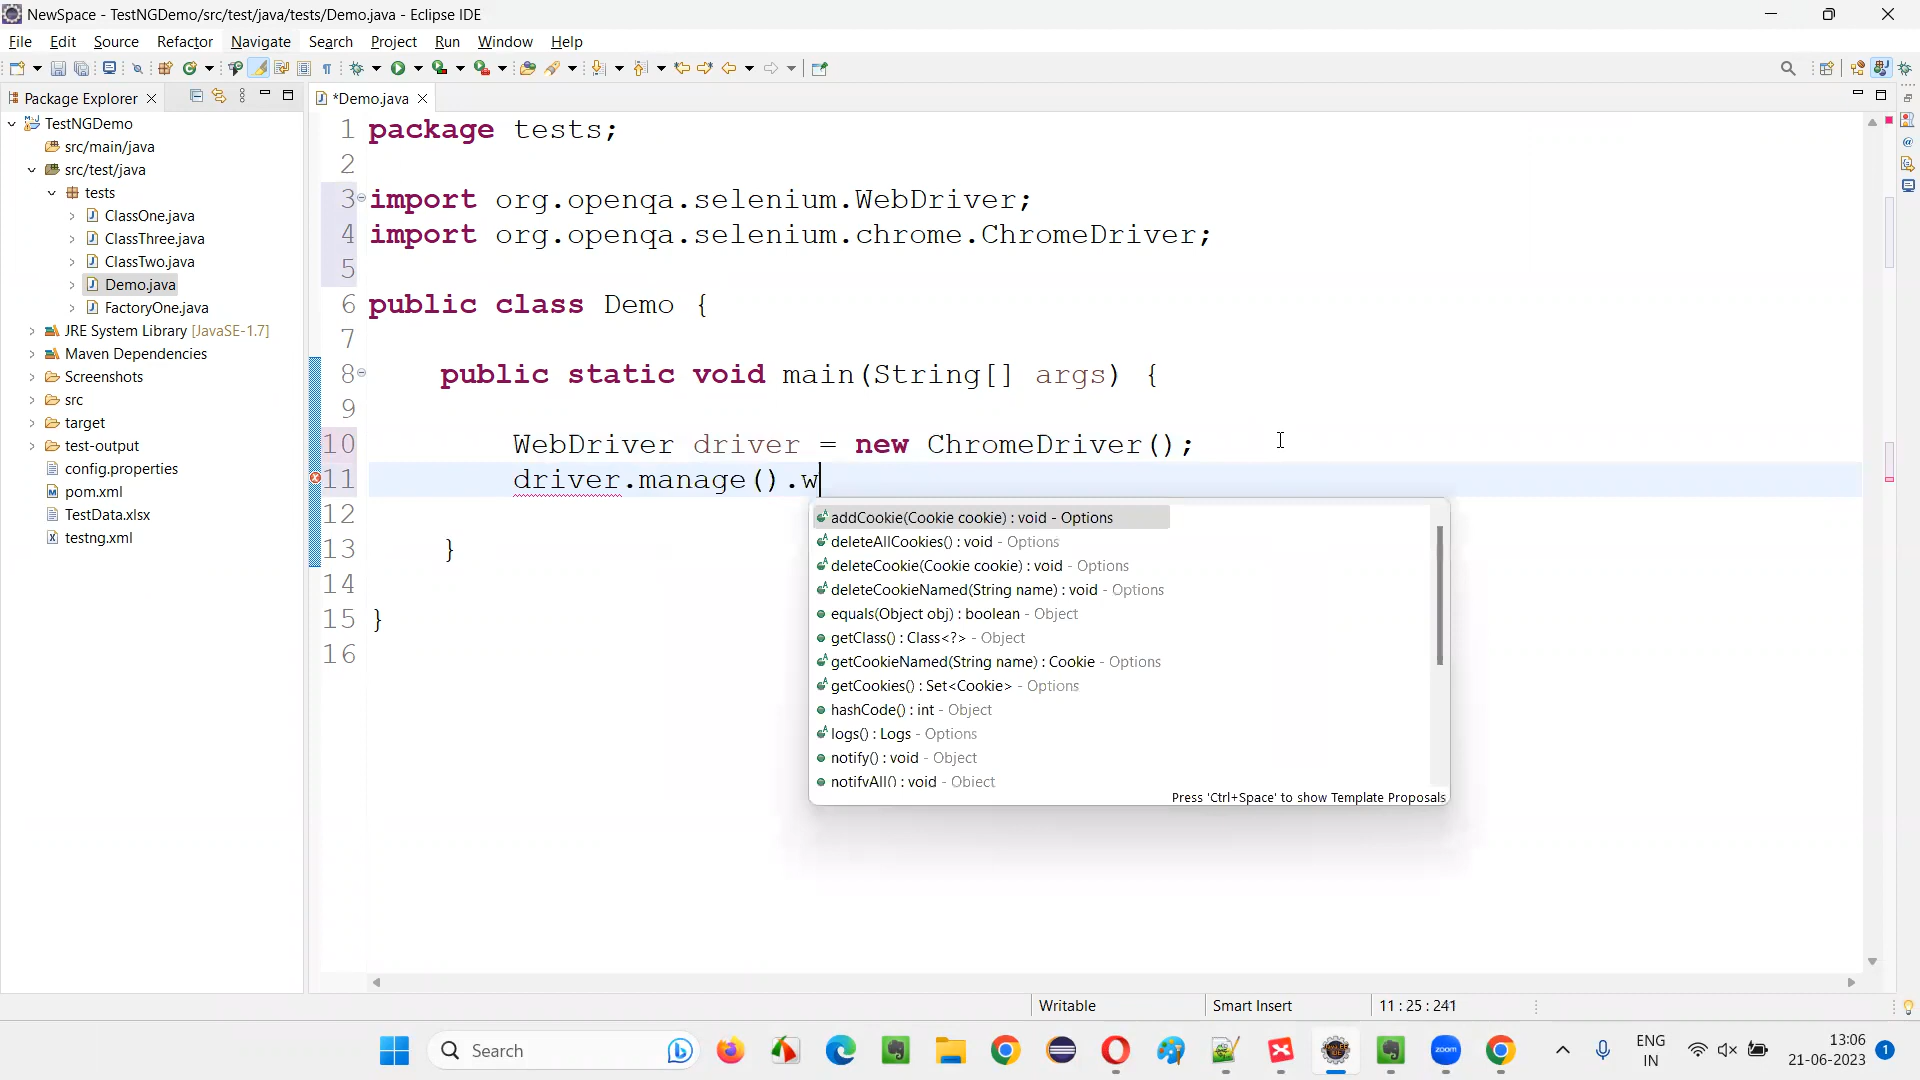 NewSpace - TestNGDemo/src/test/java/tests/Demo.java - Eclipse IDE
File Edit Source Refactor Navigate Search Project Run Window Help
Package Explorer
*Demo.java
TestNGDemo
src/main/java
src/test/java
tests
ClassOne.java
ClassThree.java
ClassTwo.java
Demo.java
FactoryOne.java
JRE System Library [JavaSE-1.7]
Maven Dependencies
Screenshots
src
target
test-output
config.properties
pom.xml
TestData.xlsx
testng.xml
1 package tests;
2
3 import org.openqa.selenium.WebDriver;
4 import org.openqa.selenium.chrome.ChromeDriver;
5
6 public class Demo {
7
8 public static void main(String[] args) {
9
10 WebDriver driver = new ChromeDriver();
11 driver.manage().w
12
13 }
14
15 }
16
addCookie(Cookie cookie) : void - Options
deleteAllCookies() : void - Options
deleteCookie(Cookie cookie) : void - Options
deleteCookieNamed(String name) : void - Options
equals(Object obj) : boolean - Object
getClass() : Class<?> - Object
getCookieNamed(String name) : Cookie - Options
getCookies() : Set<Cookie> - Options
hashCode() : int - Object
logs() : Logs - Options
notify() : void - Object
notifyAll() : void - Object
Press 'Ctrl+Space' to show Template Proposals
Writable Smart Insert 11 : 25 : 241
Search
zoom
ENG
IN
13:06
21-06-2023
1